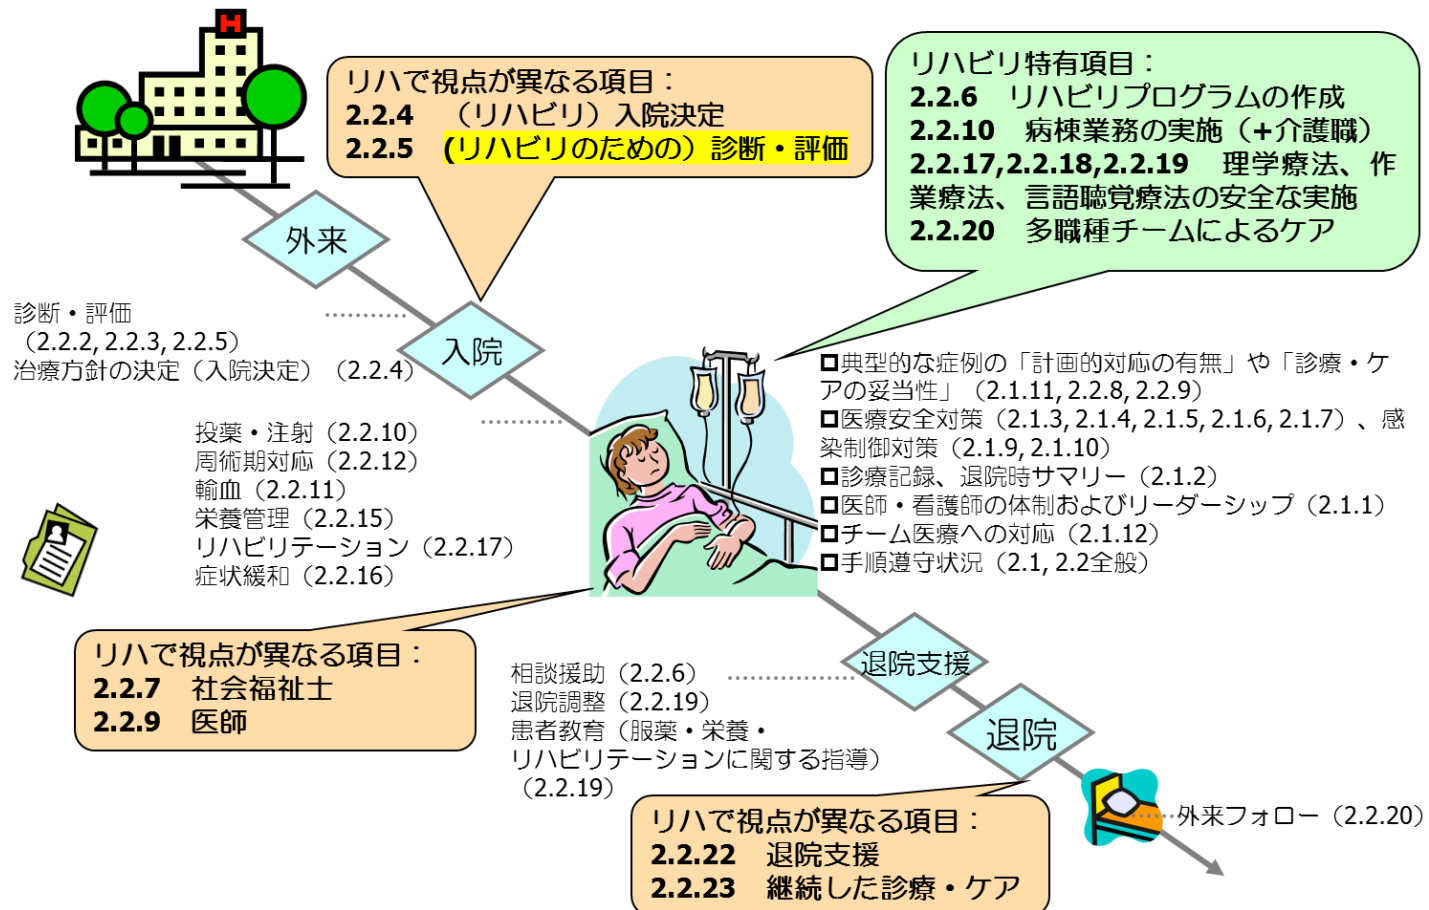 H
リハで視点が異なる項目：
2.2.4　（リハビリ）入院決定
2.2.5　(リハビリのための）診断・評価
リハビリ特有項目：
2.2.6　リハビリプログラムの作成
2.2.10　病棟業務の実施（+介護職）
2.2.17,2.2.18,2.2.19　理学療法、作
業療法、言語聴覚療法の安全な実施
2.2.20　多職種チームによるケア
外来
診断・評価
（2.2.2, 2.2.3, 2.2.5）
治療方針の決定（入院決定）（2.2.4）
入院
投薬・注射（2.2.10）
周術期対応（2.2.12）
輸血（2.2.11）
栄養管理（2.2.15）
リハビリテーション（2.2.17）
症状緩和（2.2.16）
典型的な症例の「計画的対応の有無」や「診療・ケ
アの妥当性」（2.1.11, 2.2.8, 2.2.9）
医療安全対策（2.1.3, 2.1.4, 2.1.5, 2.1.6, 2.1.7）、感
染制御対策（2.1.9, 2.1.10）
診療記録、退院時サマリー（2.1.2）
医師・看護師の体制およびリーダーシップ（2.1.1）
チーム医療への対応（2.1.12）
手順遵守状況（2.1, 2.2全般）
リハで視点が異なる項目：
2.2.7　社会福祉士
2.2.9　医師
退院支援
相談援助（2.2.6）
退院調整（2.2.19）
患者教育（服薬・栄養・
リハビリテーションに関する指導）
（2.2.19）
退院
リハで視点が異なる項目：
2.2.22　退院支援
2.2.23　継続した診療・ケア
外来フォロー（2.2.20）